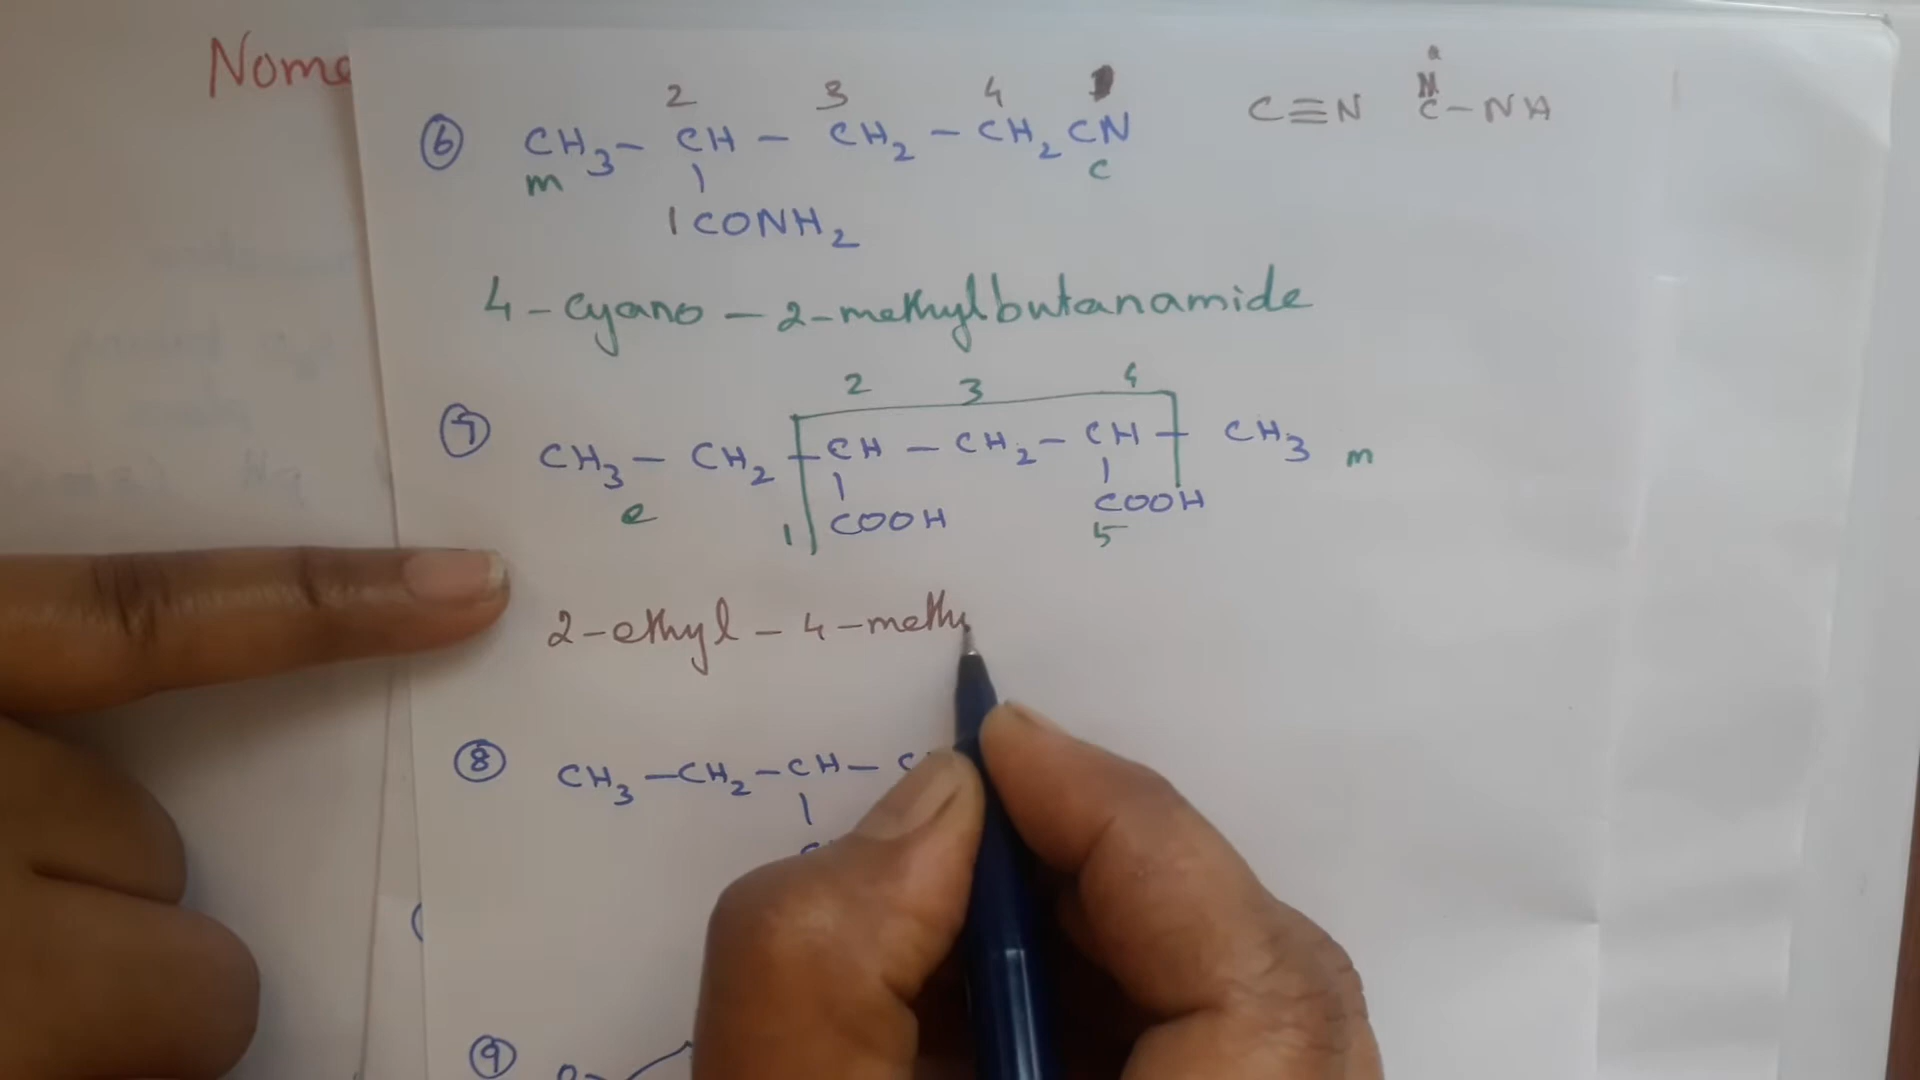 Nome
2 3 4
⑥ CH3 - CH - CH2 - CH2 CN C≡N C-NH
m c
1 CONH2
4-cyano-2-methylbutanamide
2 3 4
⑦ CH3 - CH2 - CH - CH2 - CH - CH3 m
e 1 COOH COOH
5
2-ethyl-4-methy
⑧ CH3 - CH2 - CH - C
⑨